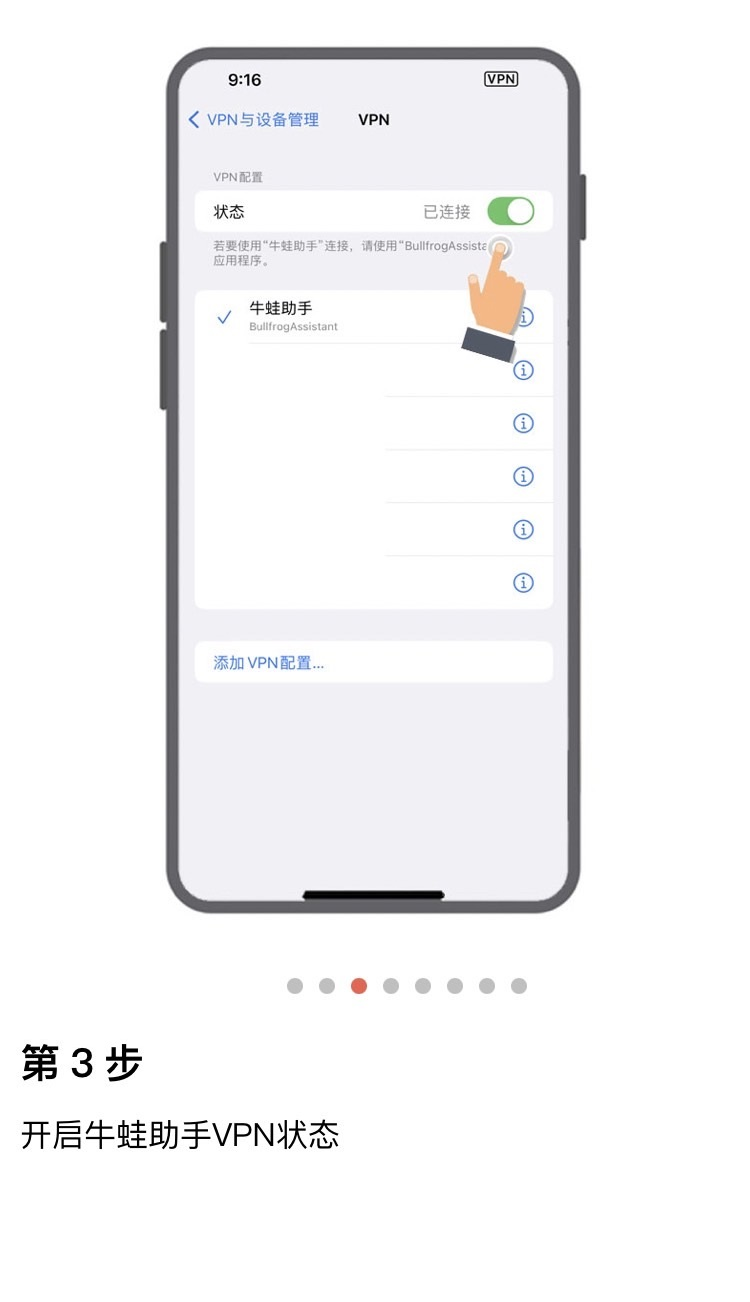 9:16
VPN
VPN与设备管理
VPN
VPN配置
状态
已连接
若要使用“牛蛙助手”连接，请使用“BullfrogAssista
应用程序。
牛蛙助手
BullfrogAssistant
添加 VPN配置...
第 3 步
开启牛蛙助手VPN状态